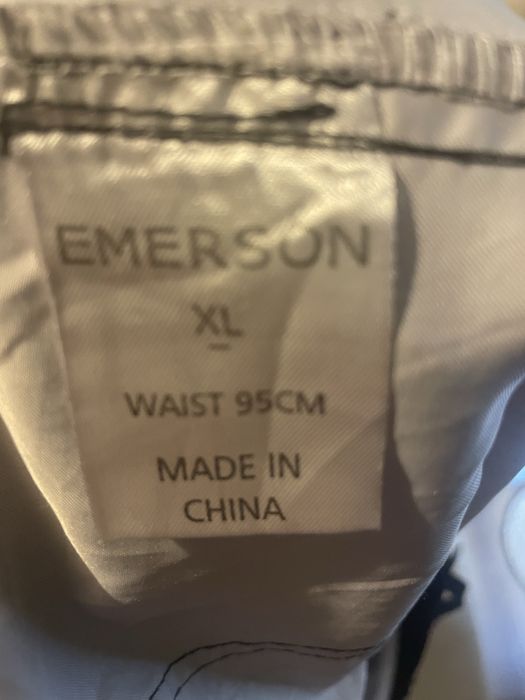 EMERSON
XL
WAIST 95CM
MADE IN
CHINA